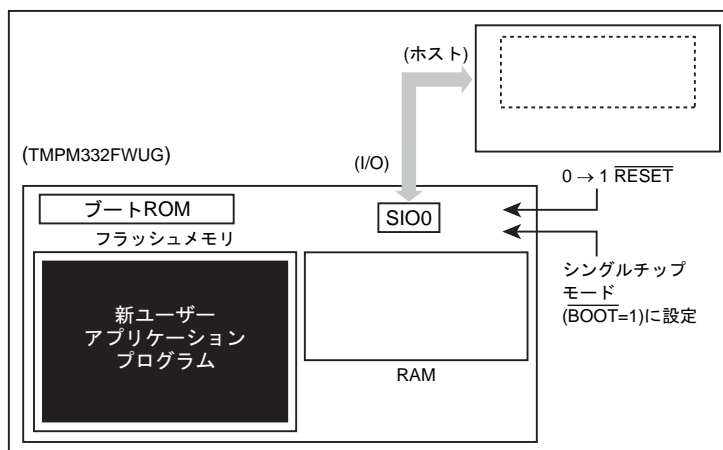 (ホスト)
(TMPM332FWUG)
(I/O)
0 → 1 RESET
ブートROM
SIO0
フラッシュメモリ
シングルチップ
モード
(BOOT=1)に設定
新ユーザー
アプリケーション
プログラム
RAM